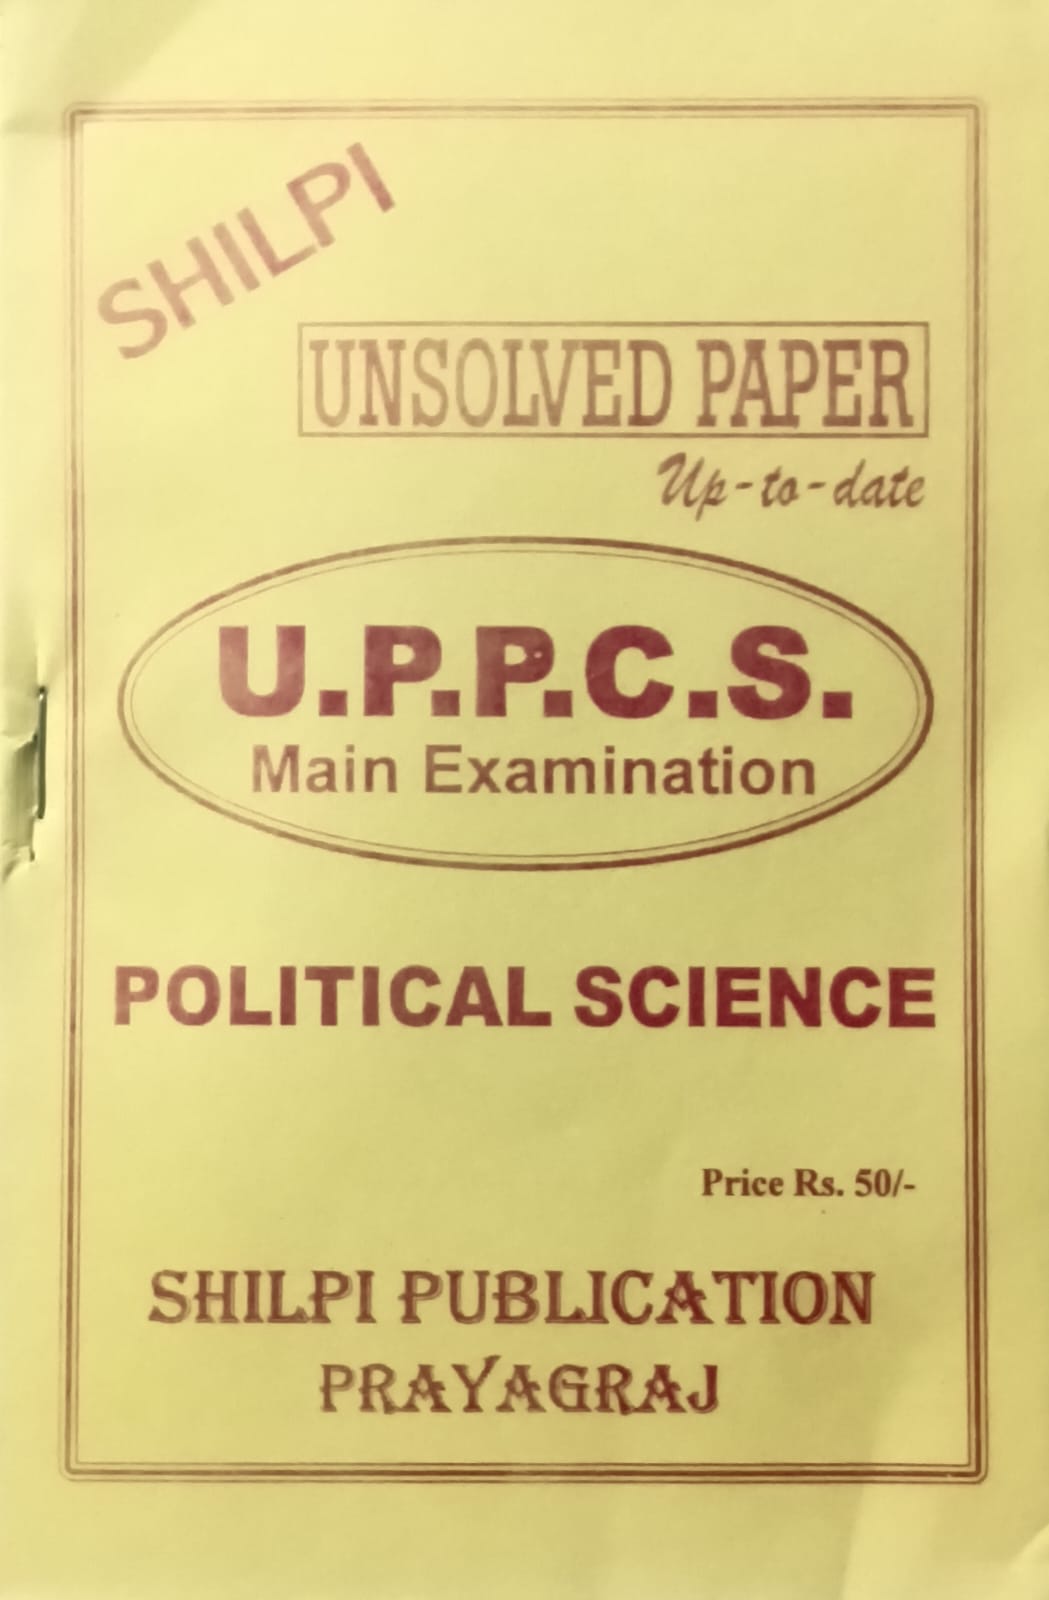 SHILPI
UNSOLVED PAPER
Up-to-date
U.P.P.C.S.
Main Examination
POLITICAL SCIENCE
Price Rs. 50/-
SHILPI PUBLICATION
PRAYAGRAJ